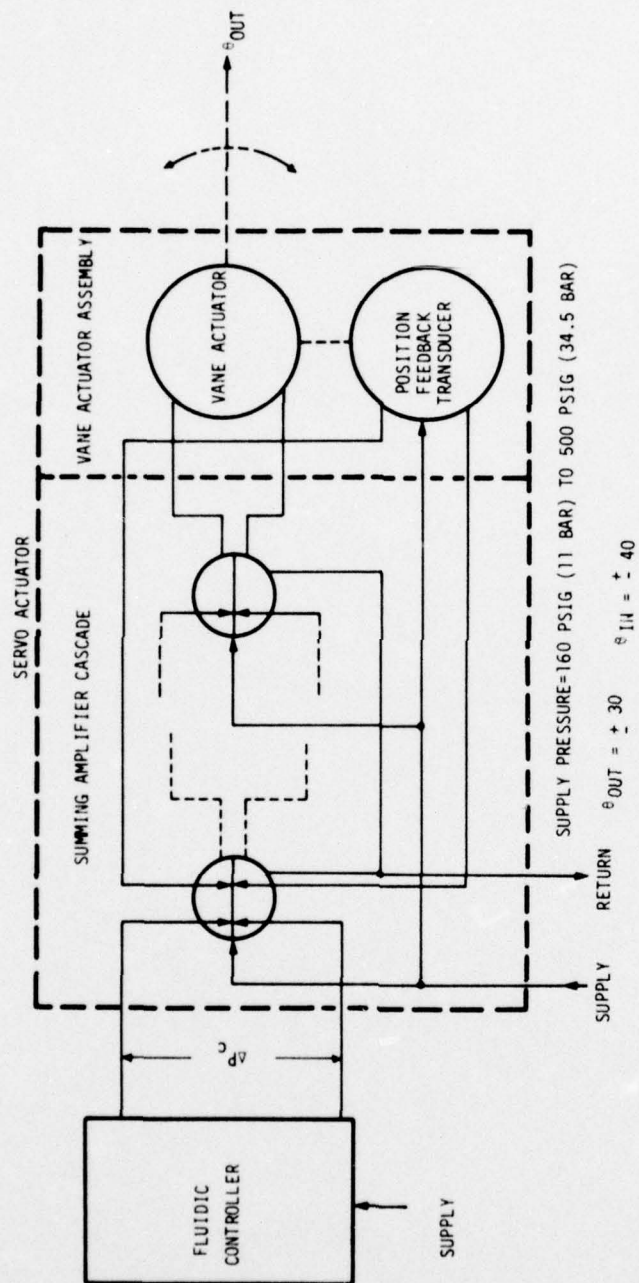 SERVO ACTUATOR
SUMMING AMPLIFIER CASCADE
VANE ACTUATOR ASSEMBLY
FLUIDIC
CONTROLLER
SUPPLY
ΔPC
VANE ACTUATOR
POSITION
FEEDBACK
TRANSDUCER
θOUT
SUPPLY
RETURN
SUPPLY PRESSURE=160 PSIG (11 BAR) TO 500 PSIG (34.5 BAR)
θOUT = ± 30 θIN = ± 40